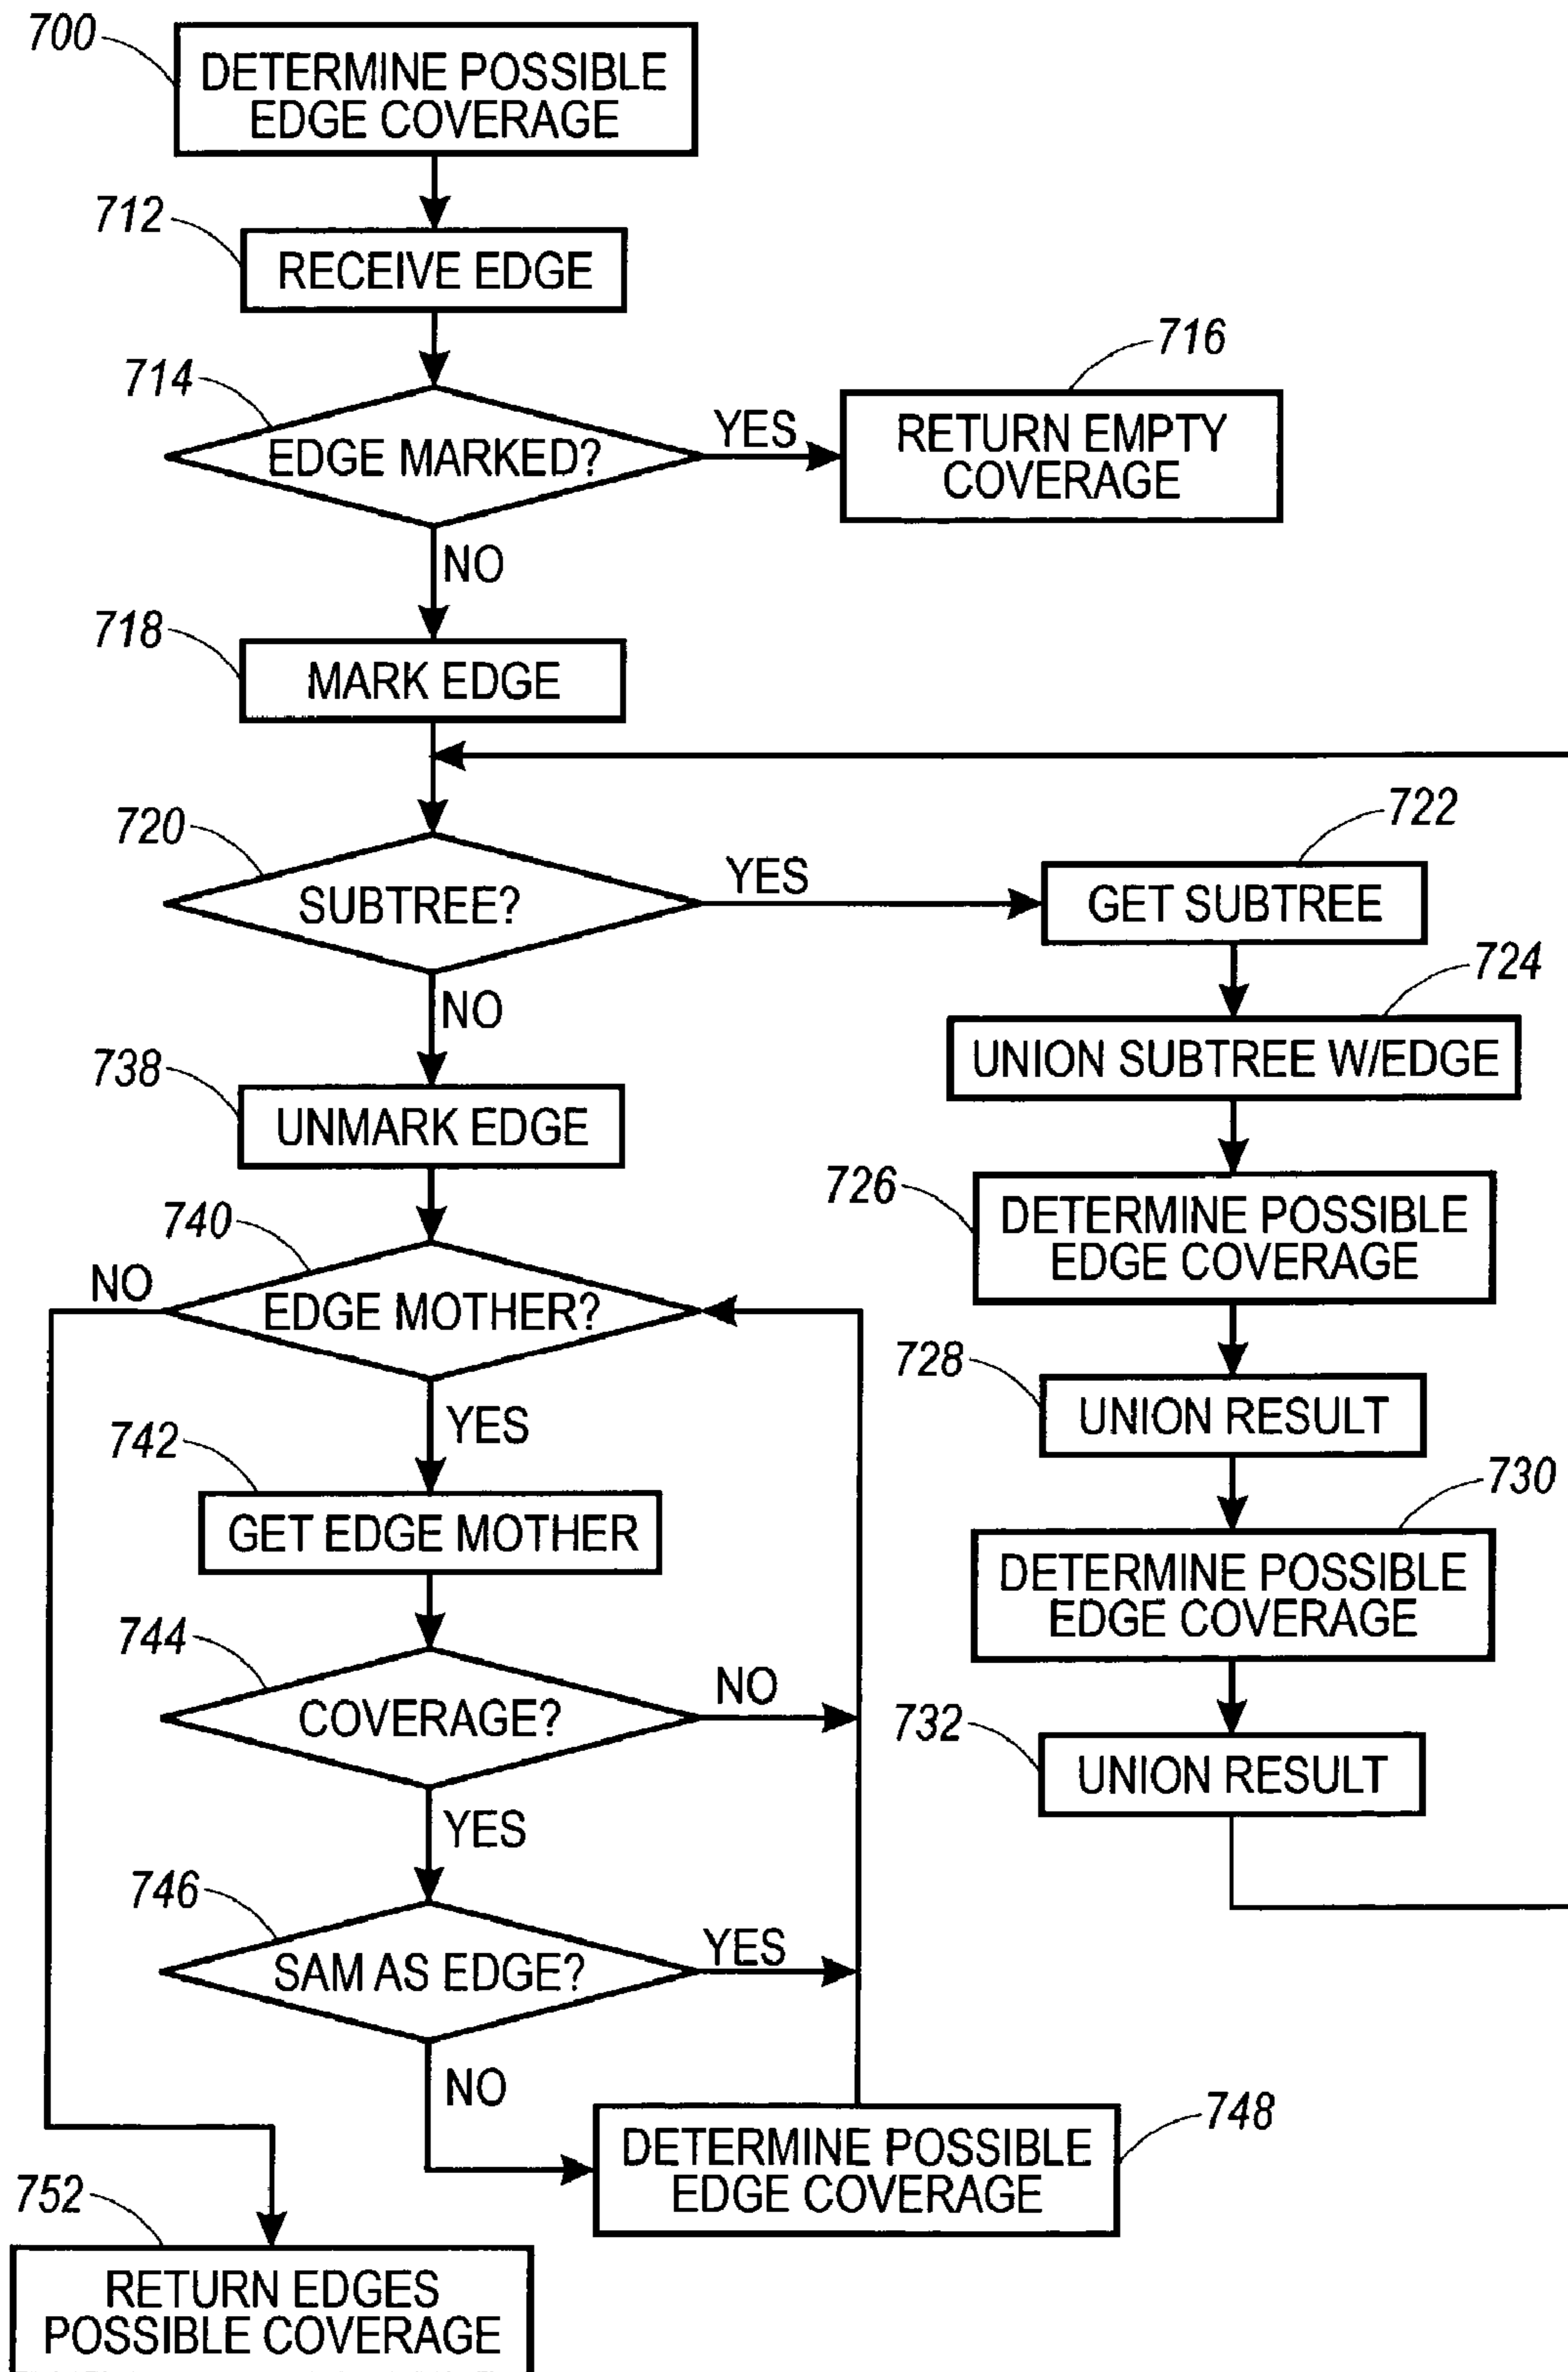 700
DETERMINE POSSIBLE
EDGE COVERAGE
712
RECEIVE EDGE
714
EDGE MARKED?
YES
716
RETURN EMPTY
COVERAGE
NO
718
MARK EDGE
720
SUBTREE?
YES
722
GET SUBTREE
724
UNION SUBTREE W/EDGE
NO
738
UNMARK EDGE
726
DETERMINE POSSIBLE
EDGE COVERAGE
740
NO
EDGE MOTHER?
728
UNION RESULT
YES
742
GET EDGE MOTHER
730
DETERMINE POSSIBLE
EDGE COVERAGE
744
COVERAGE?
NO
732
UNION RESULT
YES
746
SAM AS EDGE?
YES
NO
748
DETERMINE POSSIBLE
EDGE COVERAGE
752
RETURN EDGES
POSSIBLE COVERAGE